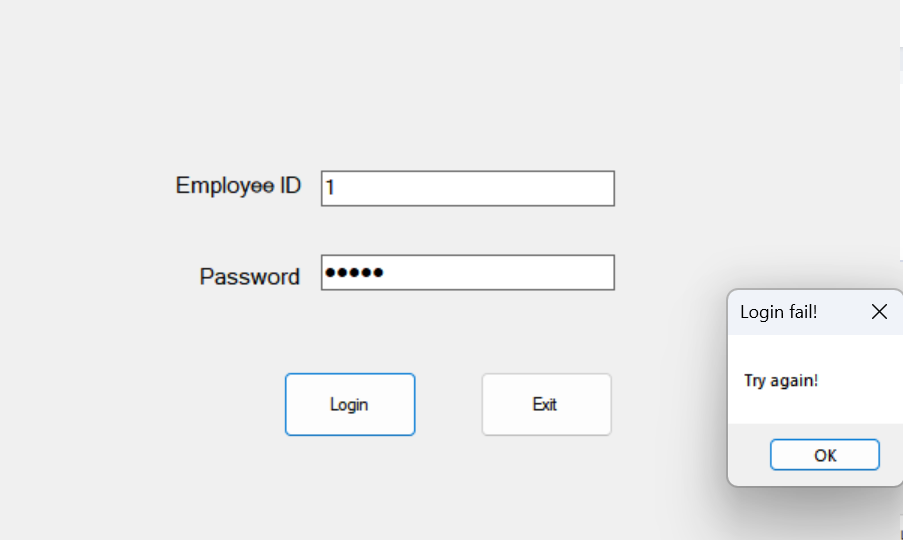 Employee ID 1
Password •••••
Login fail!
Try again!
Login Exit
OK